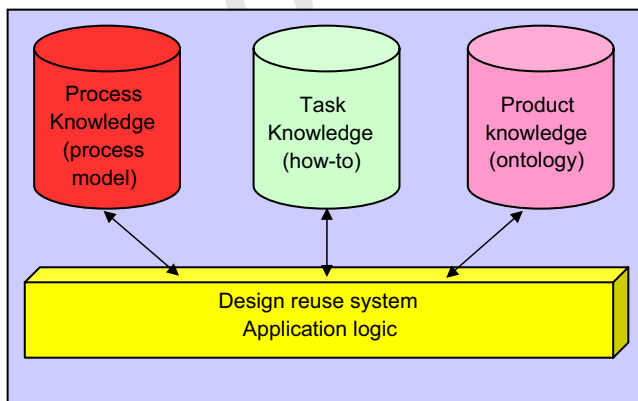 Process
Knowledge
(process
model)
Task
Knowledge
(how-to)
Product
knowledge
(ontology)
Design reuse system
Application logic